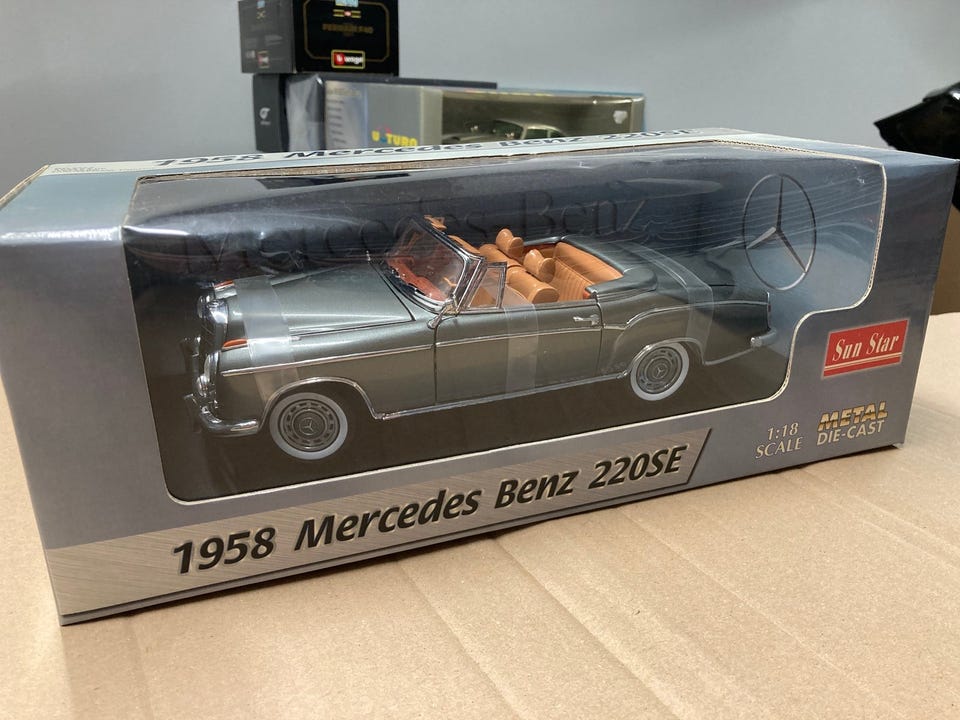 bburago
1958 Mercedes Benz 220SE
Mercedes Benz
Sun Star
1:18
SCALE
METAL
DIE-CAST
1958 Mercedes Benz 220SE